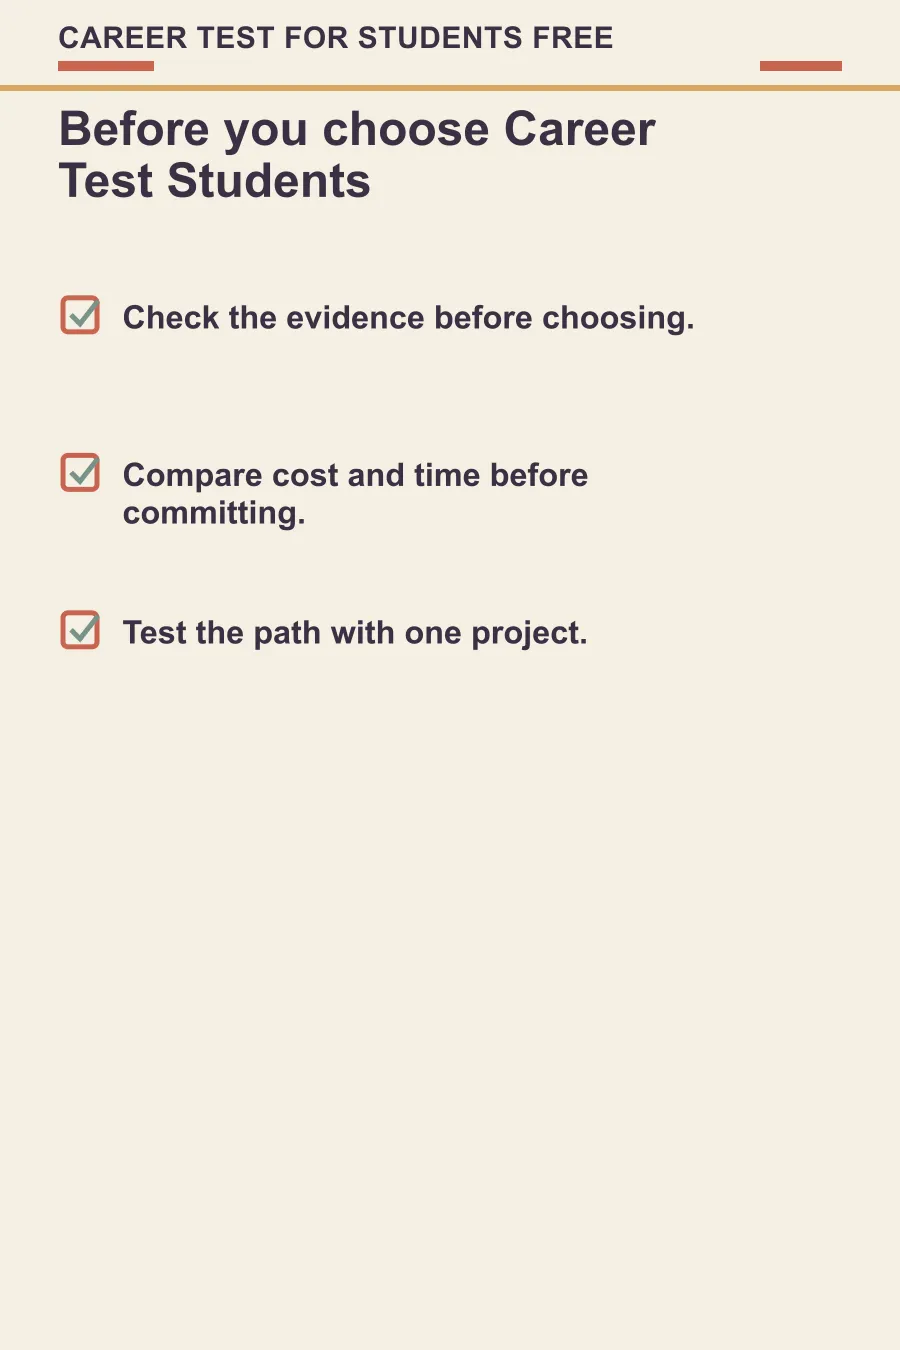 CAREER TEST FOR STUDENTS FREE
Before you choose Career
Test Students
Check the evidence before choosing.
Compare cost and time before
committing.
Test the path with one project.